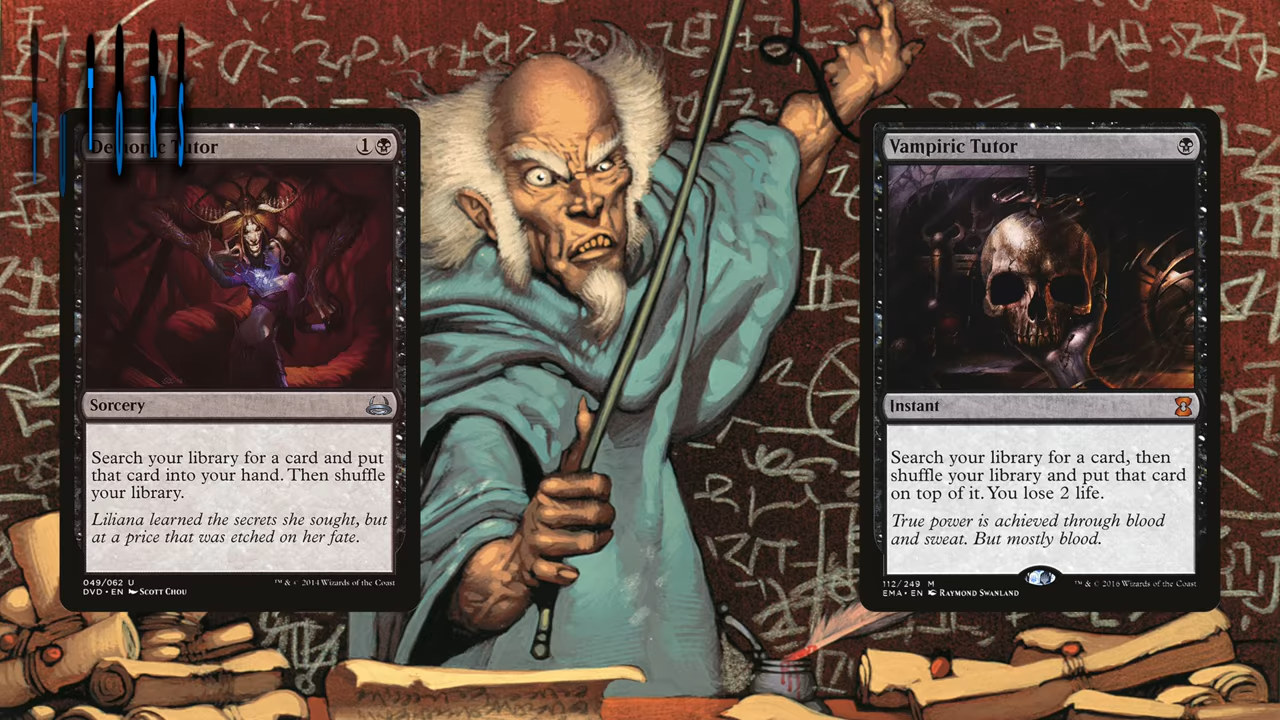 Demonic Tutor
1
Sorcery
Search your library for a card and put
that card into your hand. Then shuffle
your library.
Liliana learned the secrets she sought, but
at a price that was etched on her fate.
049/062 U
DVD • EN Scott Chou
™ & © 2014 Wizards of the Coast
Vampiric Tutor
Instant
Search your library for a card, then
shuffle your library and put that card
on top of it. You lose 2 life.
True power is achieved through blood
and sweat. But mostly blood.
112/249 M
EMA • EN Raymond Swanland
™ & © 2016 Wizards of the Coast